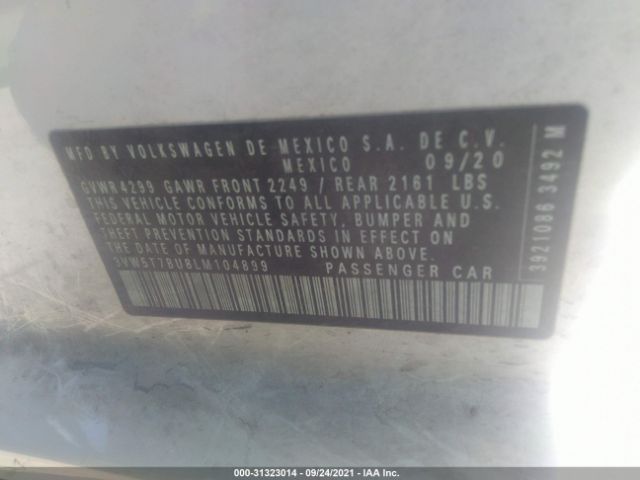 MFD BY VOLKSWAGEN DE MEXICO S.A. DE C.V.
MEXICO 09/20
GVWR 4299 GAWR FRONT 2249 / REAR 2161 LBS
THIS VEHICLE CONFORMS TO ALL APPLICABLE U.S.
FEDERAL MOTOR VEHICLE SAFETY, BUMPER AND
THEFT PREVENTION STANDARDS IN EFFECT ON
THE DATE OF MANUFACTURE SHOWN ABOVE.
3VW5T7BU8LM104899 PASSENGER CAR
3921086 3492 M
000-31323014 - 09/24/2021 - IAA Inc.